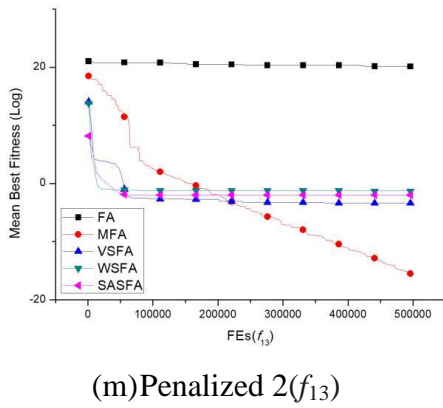 Mean Best Fitness (Log)
20
0
-20
FA
MFA
VSFA
WSFA
SASFA
0 100000 200000 300000 400000 500000
FEs(f13)
(m)Penalized 2(f13)